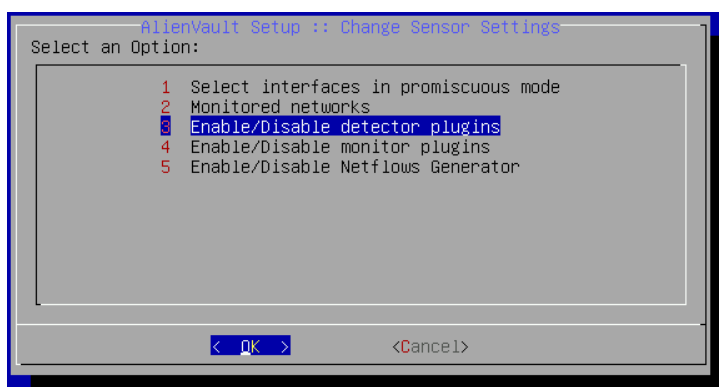 AlienVault Setup :: Change Sensor Settings
Select an Option:
1 Select interfaces in promiscuous mode
2 Monitored networks
3 Enable/Disable detector plugins
4 Enable/Disable monitor plugins
5 Enable/Disable Netflows Generator
< OK > <Cancel>